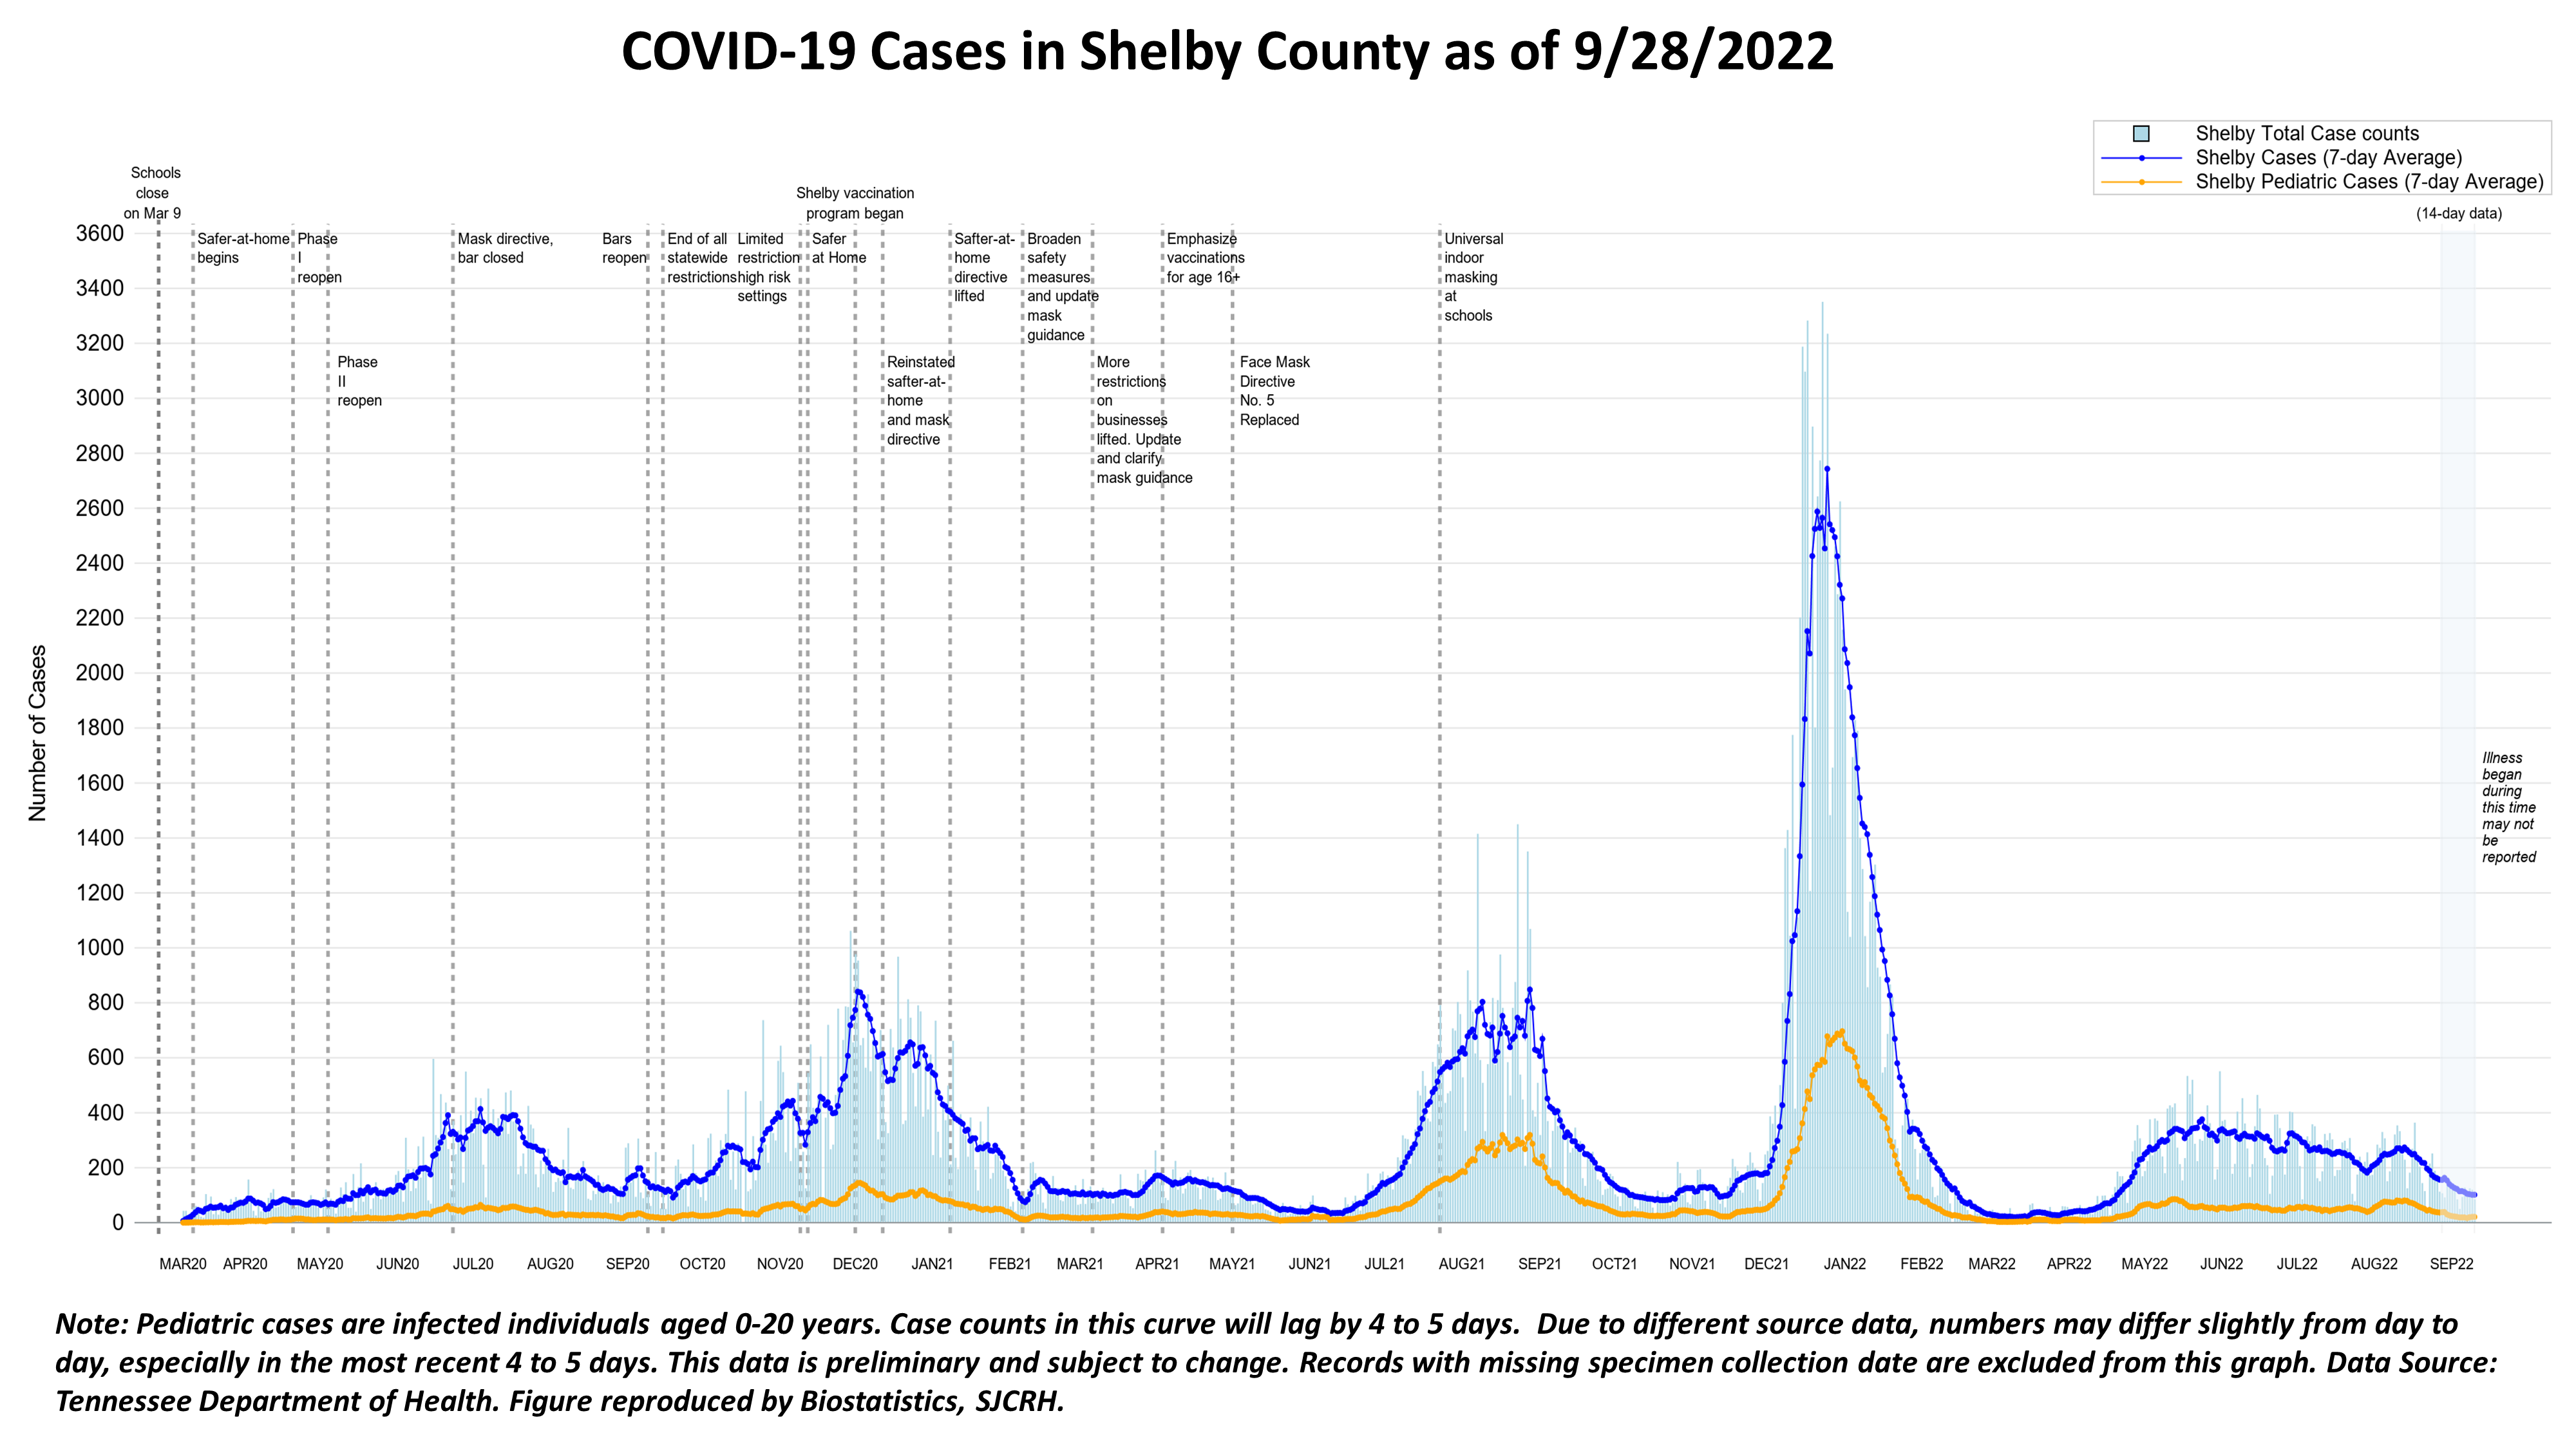 COVID-19 Cases in Shelby County as of 9/28/2022
Shelby Total Case counts
Shelby Cases (7-day Average)
Shelby Pediatric Cases (7-day Average)
Schools
close
on Mar 9
Shelby vaccination
program began
(14-day data)
Safer-at-home
begins
Phase
I
reopen
Phase
II
reopen
Mask directive,
bar closed
Bars
reopen
End of all
statewide
restrictions
Limited
restriction
high risk
settings
Safer
at Home
Reinstated
safter-at-
home
and mask
directive
Safter-at-
home
directive
lifted
Broaden
safety
measures
and update
mask
guidance
More
restrictions
on
businesses
lifted. Update
and clarify
mask guidance
Emphasize
vaccinations
for age 16+
Face Mask
Directive
No. 5
Replaced
Universal
indoor
masking
at
schools
Illness
began
during
this time
may not
be
reported
Number of Cases
3600
3400
3200
3000
2800
2600
2400
2200
2000
1800
1600
1400
1200
1000
800
600
400
200
0
MAR20 APR20 MAY20 JUN20 JUL20 AUG20 SEP20 OCT20 NOV20 DEC20 JAN21 FEB21 MAR21 APR21 MAY21 JUN21 JUL21 AUG21 SEP21 OCT21 NOV21 DEC21 JAN22 FEB22 MAR22 APR22 MAY22 JUN22 JUL22 AUG22 SEP22
Note: Pediatric cases are infected individuals aged 0-20 years. Case counts in this curve will lag by 4 to 5 days. Due to different source data, numbers may differ slightly from day to
day, especially in the most recent 4 to 5 days. This data is preliminary and subject to change. Records with missing specimen collection date are excluded from this graph. Data Source:
Tennessee Department of Health. Figure reproduced by Biostatistics, SJCRH.